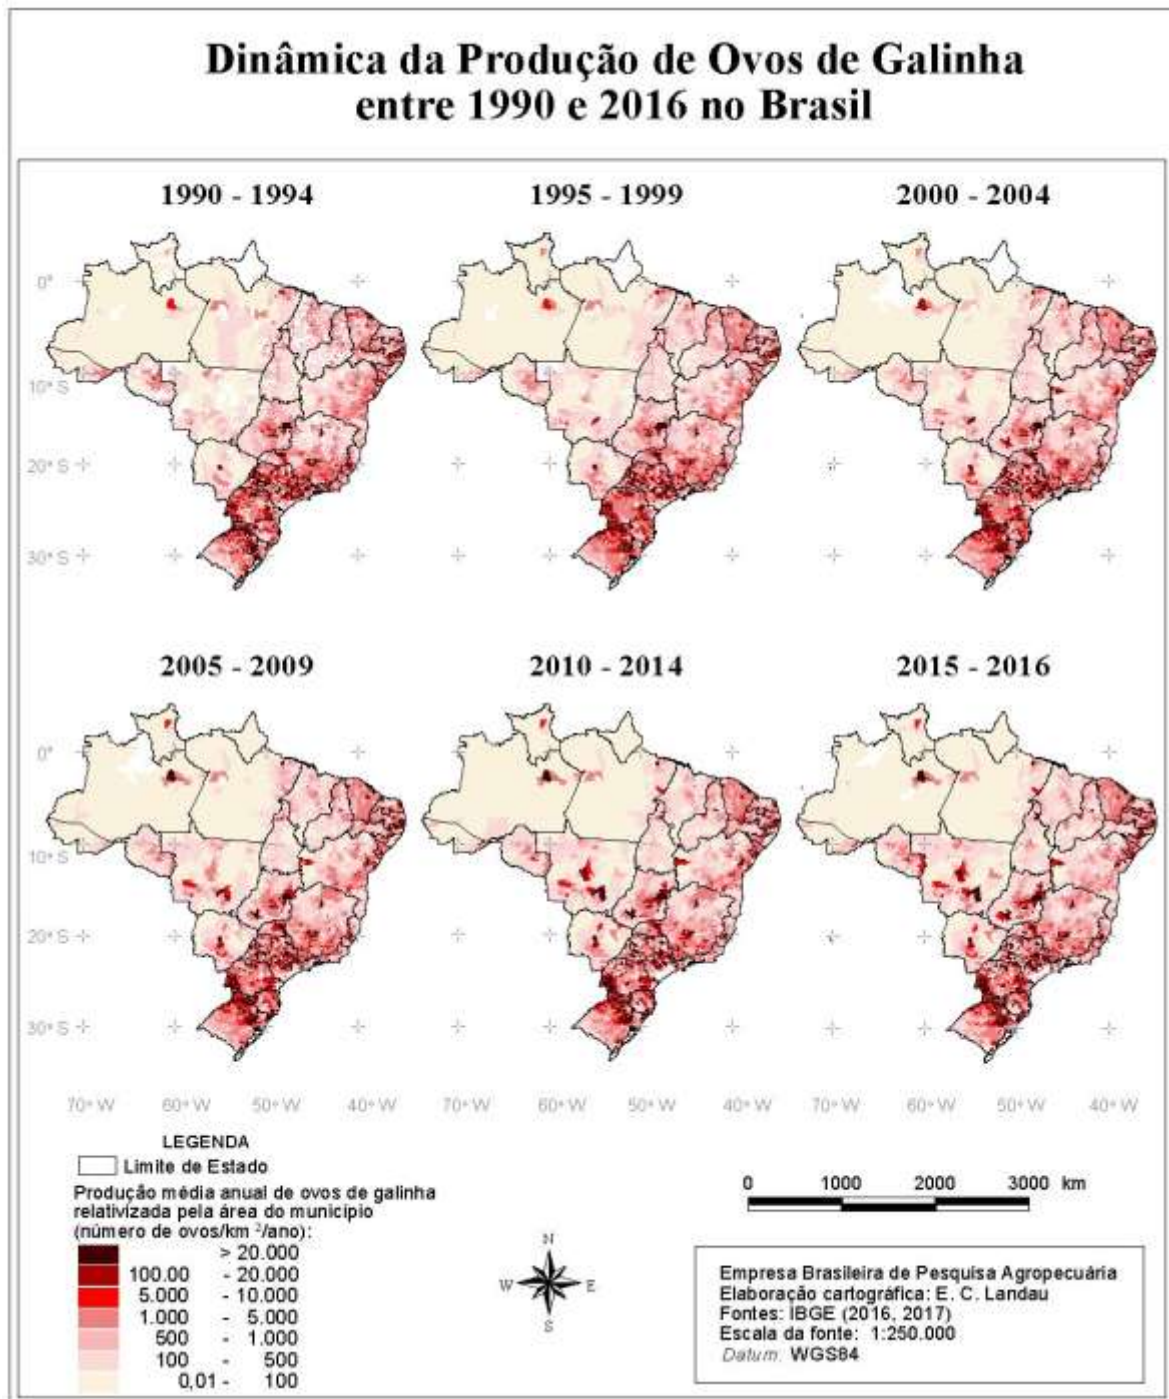 Dinâmica da Produção de Ovos de Galinha
entre 1990 e 2016 no Brasil
1990 - 1994
1995 - 1999
2000 - 2004
0°
10° S
20° S
30° S
2005 - 2009
2010 - 2014
2015 - 2016
0°
10° S
20° S
30° S
70° W 60° W 50° W 40° W
70° W 60° W 50° W 40° W
70° W 60° W 50° W 40° W
LEGENDA
Limite de Estado
Produção média anual de ovos de galinha
relativizada pela área do município
(número de ovos/km ²/ano):
> 20.000
100.00 - 20.000
5.000 - 10.000
1.000 - 5.000
500 - 1.000
100 - 500
0,01 - 100
N
W E
S
0 1000 2000 3000 km
Empresa Brasileira de Pesquisa Agropecuária
Elaboração cartográfica: E. C. Landau
Fontes: IBGE (2016, 2017)
Escala da fonte: 1:250.000
Datum: WGS84